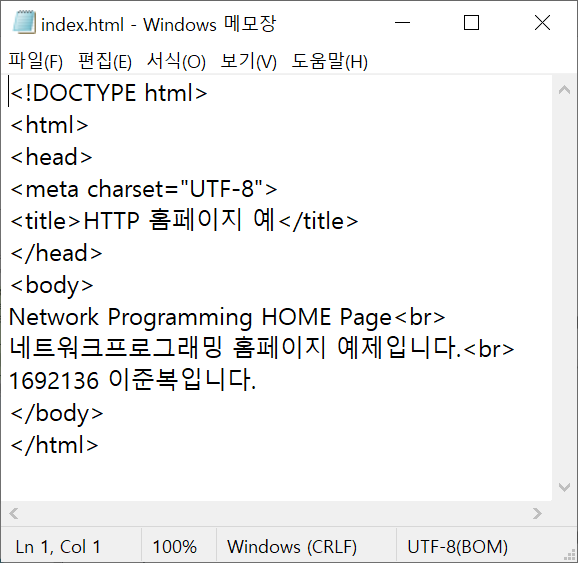 index.html - Windows 메모장
파일(F) 편집(E) 서식(O) 보기(V) 도움말(H)
<!DOCTYPE html>
<html>
<head>
<meta charset="UTF-8">
<title>HTTP 홈페이지 예</title>
</head>
<body>
Network Programming HOME Page<br>
네트워크프로그래밍 홈페이지 예제입니다.<br>
1692136 이준복입니다.
</body>
</html>
Ln 1, Col 1 100% Windows (CRLF) UTF-8(BOM)